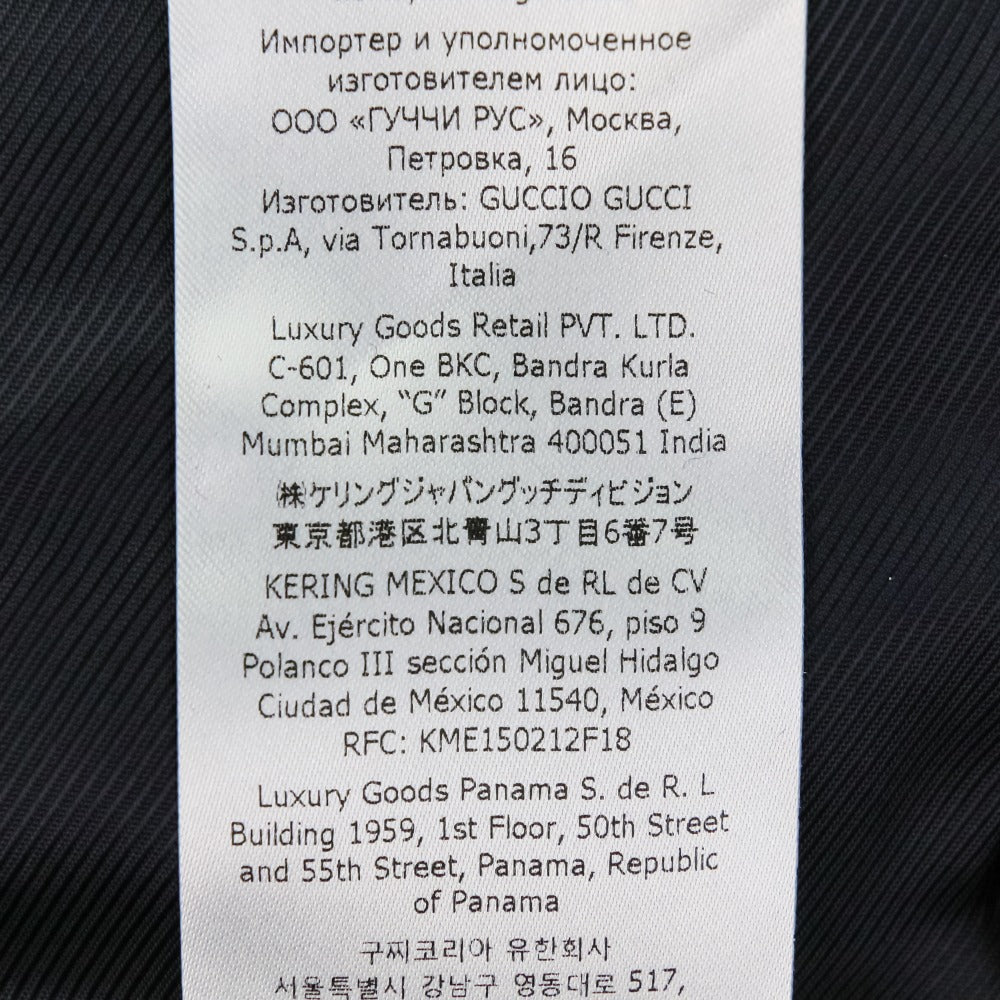 Импортер и уполномоченное
изготовителем лицо:
ООО «ГУЧЧИ РУС», Москва,
Петровка, 16
Изготовитель: GUCCIO GUCCI
S.p.A, via Tornabuoni,73/R Firenze,
Italia
Luxury Goods Retail PVT. LTD.
C-601, One BKC, Bandra Kurla
Complex, “G” Block, Bandra (E)
Mumbai Maharashtra 400051 India
㈱ケリングジャパングッチディビジョン
東京都港区北青山3丁目6番7号
KERING MEXICO S de RL de CV
Av. Ejército Nacional 676, piso 9
Polanco III sección Miguel Hidalgo
Ciudad de México 11540, México
RFC: KME150212F18
Luxury Goods Panama S. de R. L
Building 1959, 1st Floor, 50th Street
and 55th Street, Panama, Republic
of Panama
구찌코리아 유한회사
서울특별시 강남구 영동대로 517,